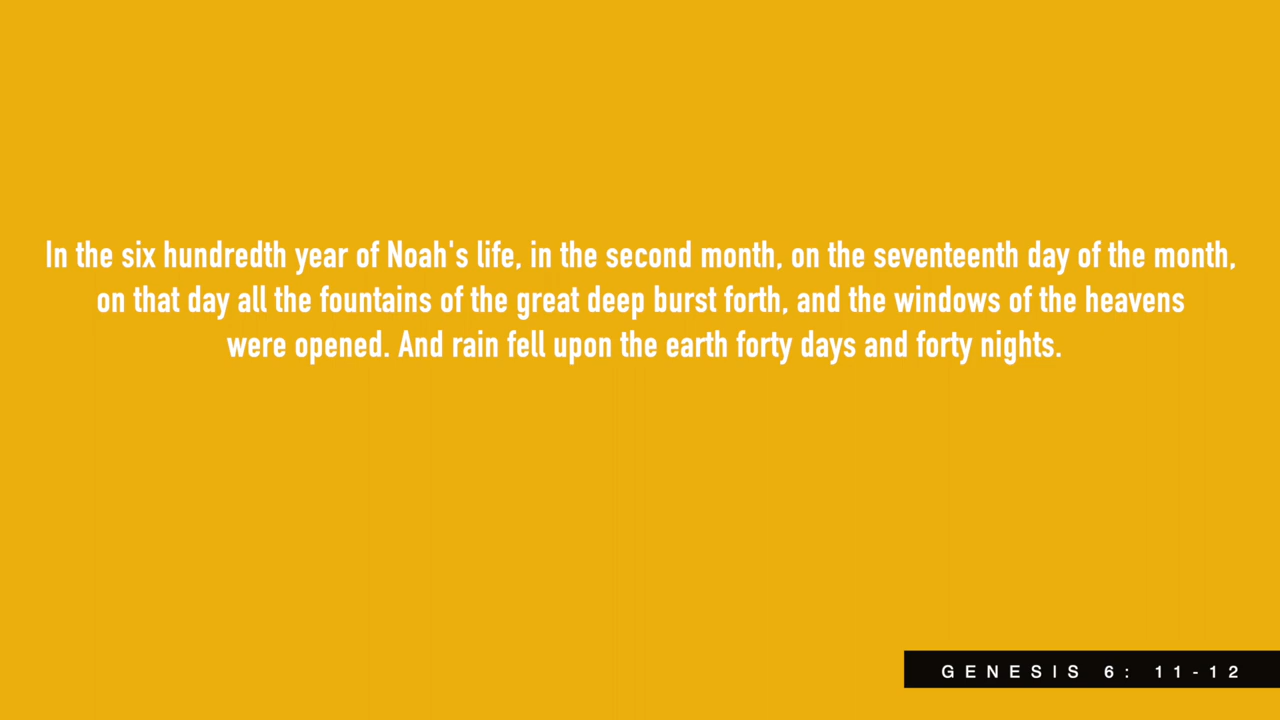 In the six hundredth year of Noah's life, in the second month, on the seventeenth day of the month,
on that day all the fountains of the great deep burst forth, and the windows of the heavens
were opened. And rain fell upon the earth forty days and forty nights.
GENESIS 6: 11-12